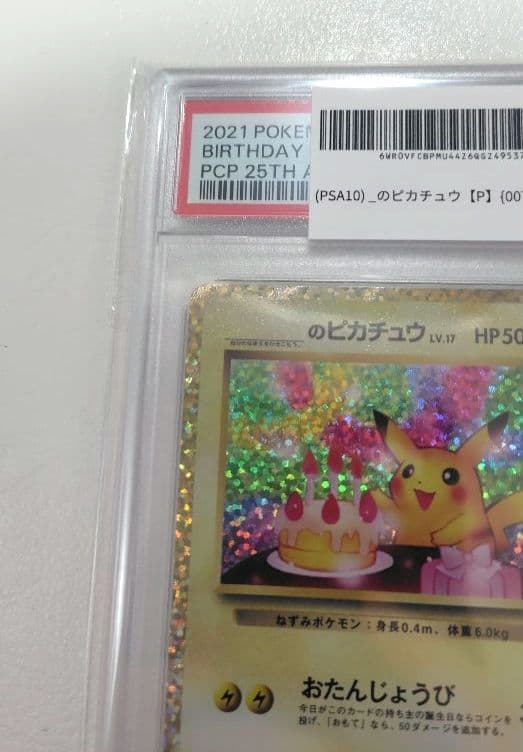 2021 POKEM
BIRTHDAY
PCP 25TH A
6WROVFCBPMU4426QG249537
(PSA10) _のピカチュウ【P】{007
のピカチュウ LV.17 HP50
ねずみポケモン：身長0.4m、体重6.0kg
おたんじょうび
今日がこのカードの持ち主の誕生日ならコインを
投げ、「おもて」なら、50ダメージを追加する。